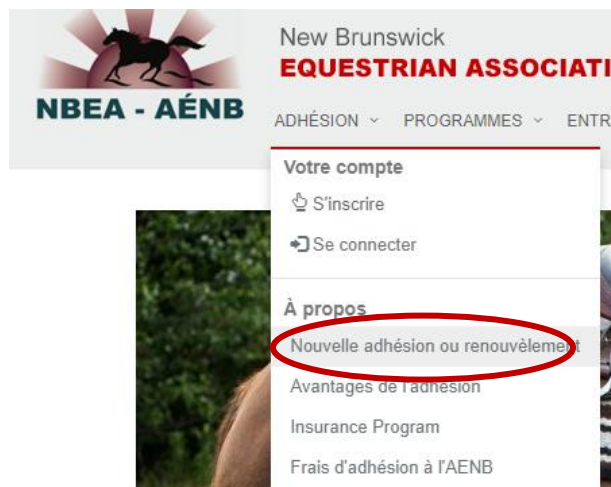 New Brunswick
EQUESTRIAN ASSOCIATI
NBEA - AÉNB
ADHÉSION PROGRAMMES ENTR
Votre compte
S'inscrire
Se connecter
À propos
Nouvelle adhésion ou renouvèlement
Avantages de l'adhésion
Insurance Program
Frais d'adhésion à l'AENB